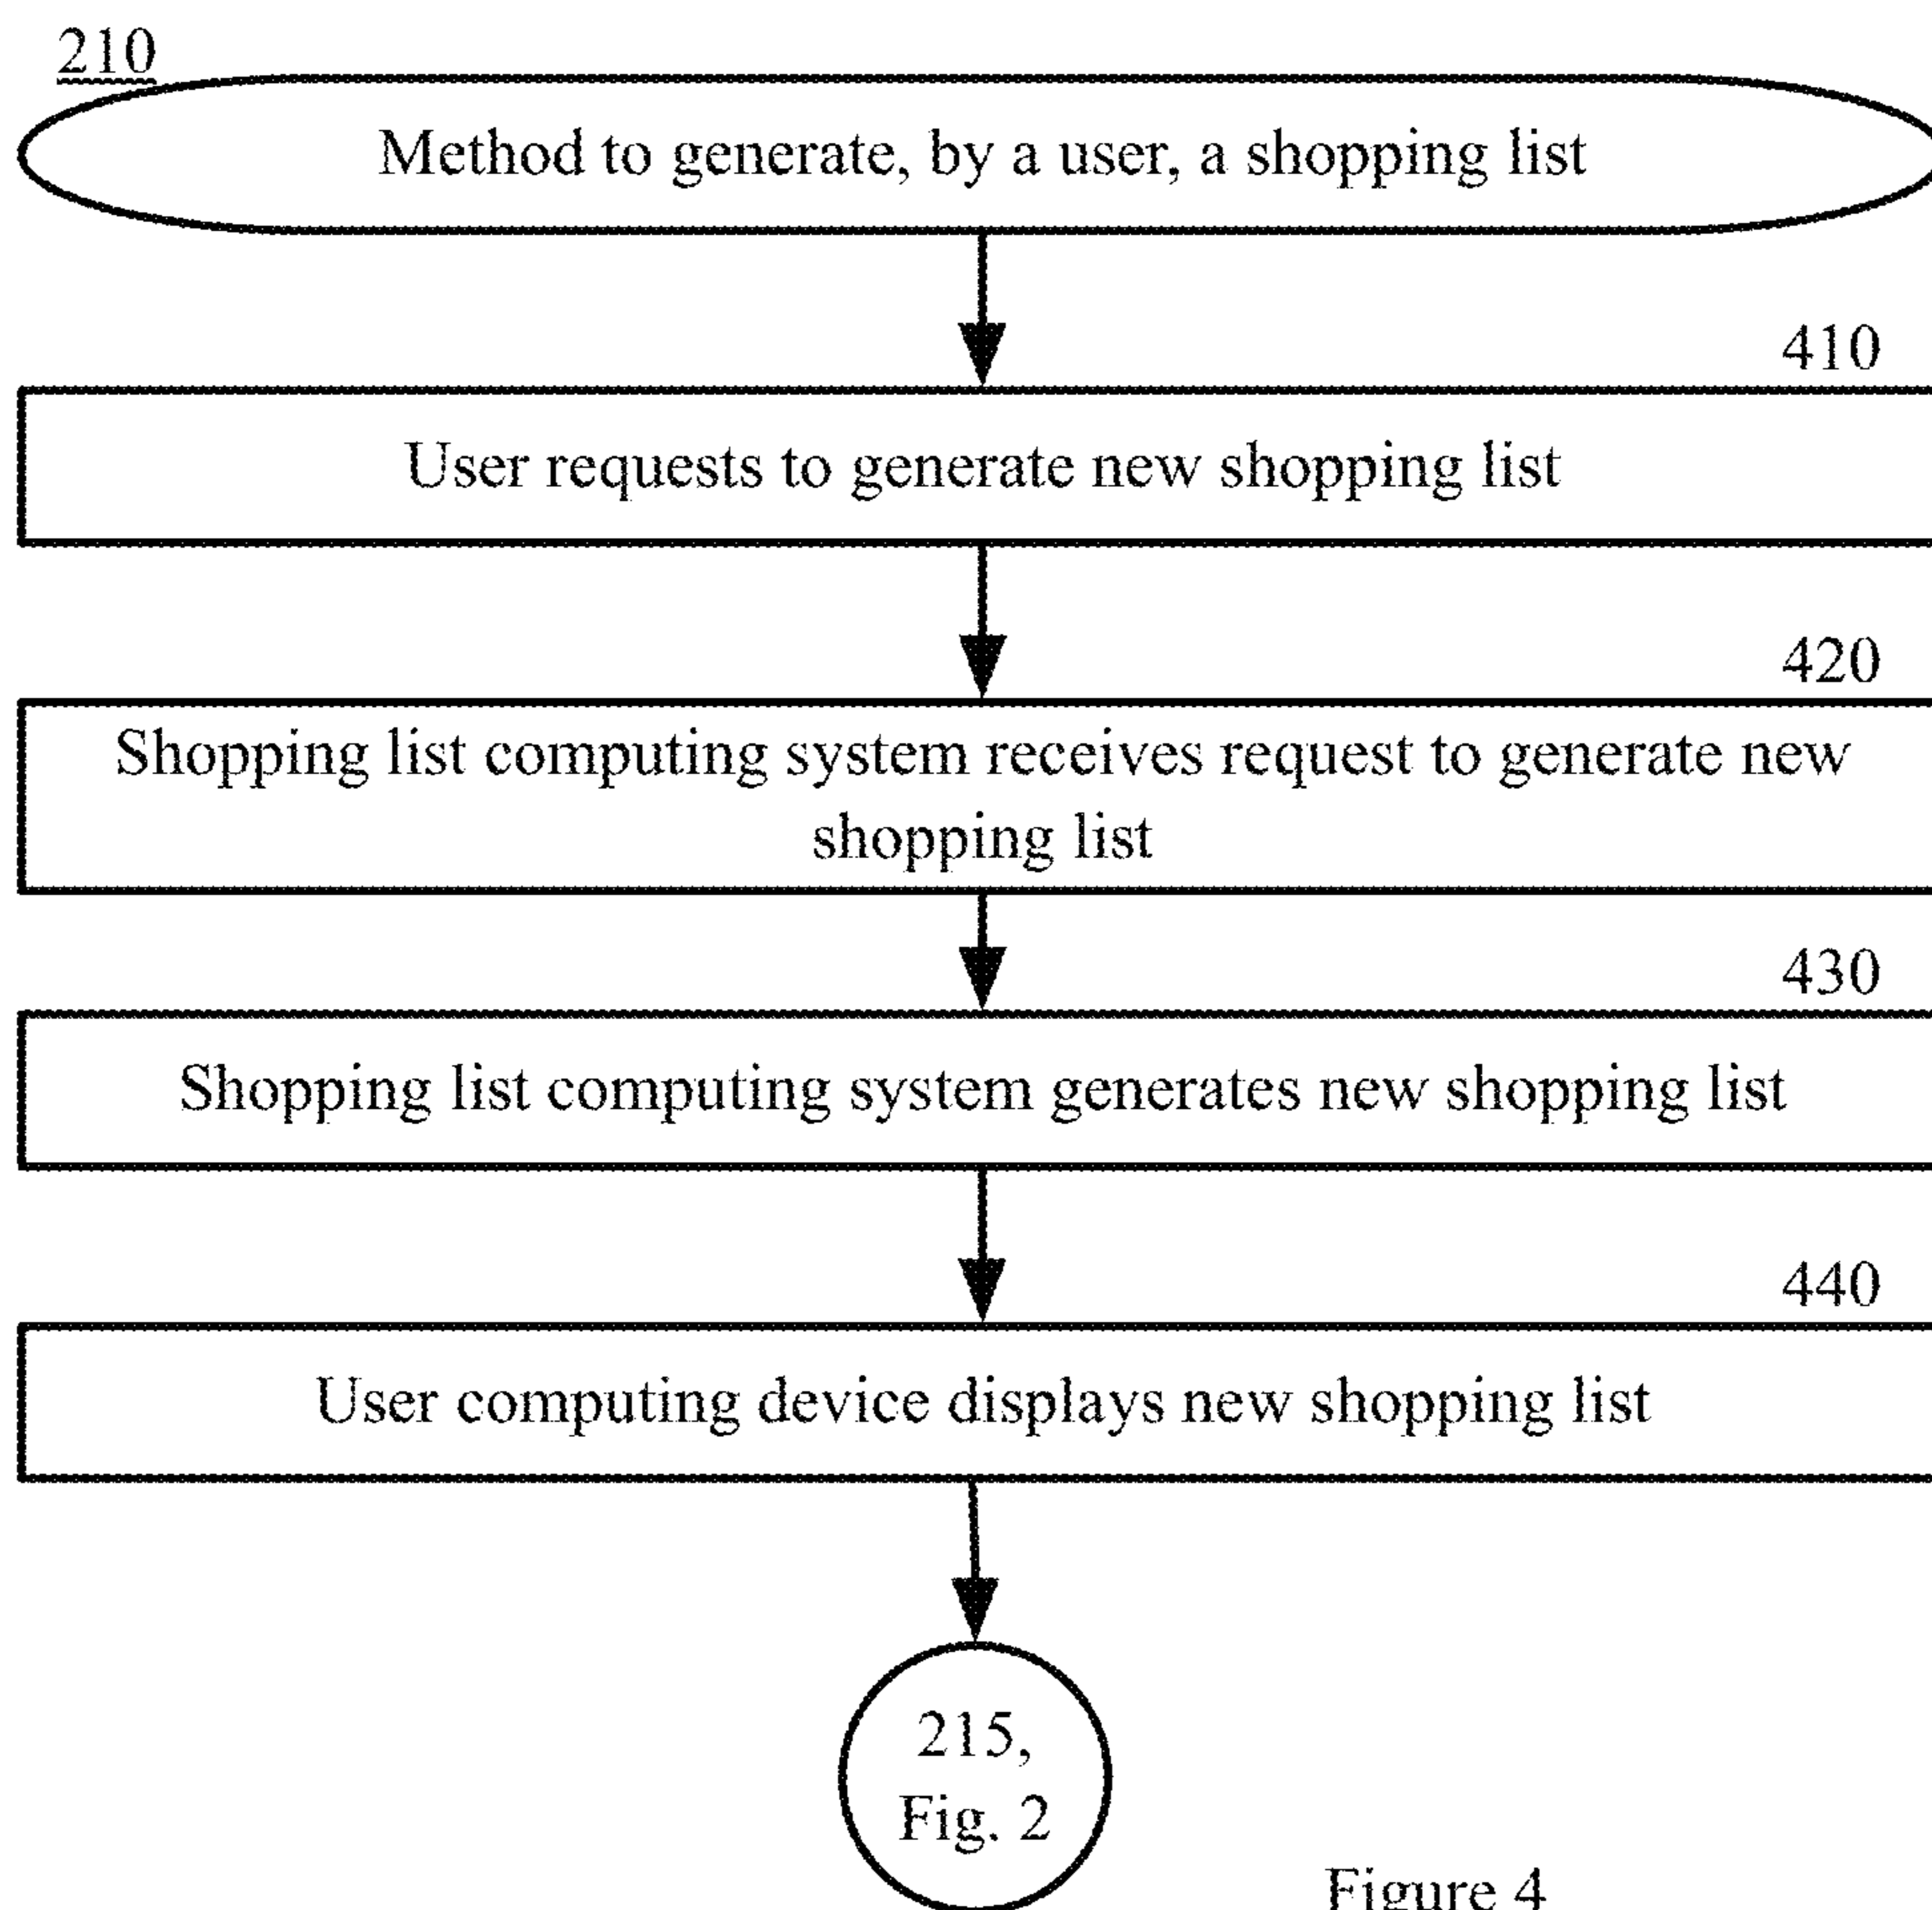 210
Method to generate, by a user, a shopping list
410
User requests to generate new shopping list
420
Shopping list computing system receives request to generate new
shopping list
430
Shopping list computing system generates new shopping list
440
User computing device displays new shopping list
215,
Fig. 2
Figure 4